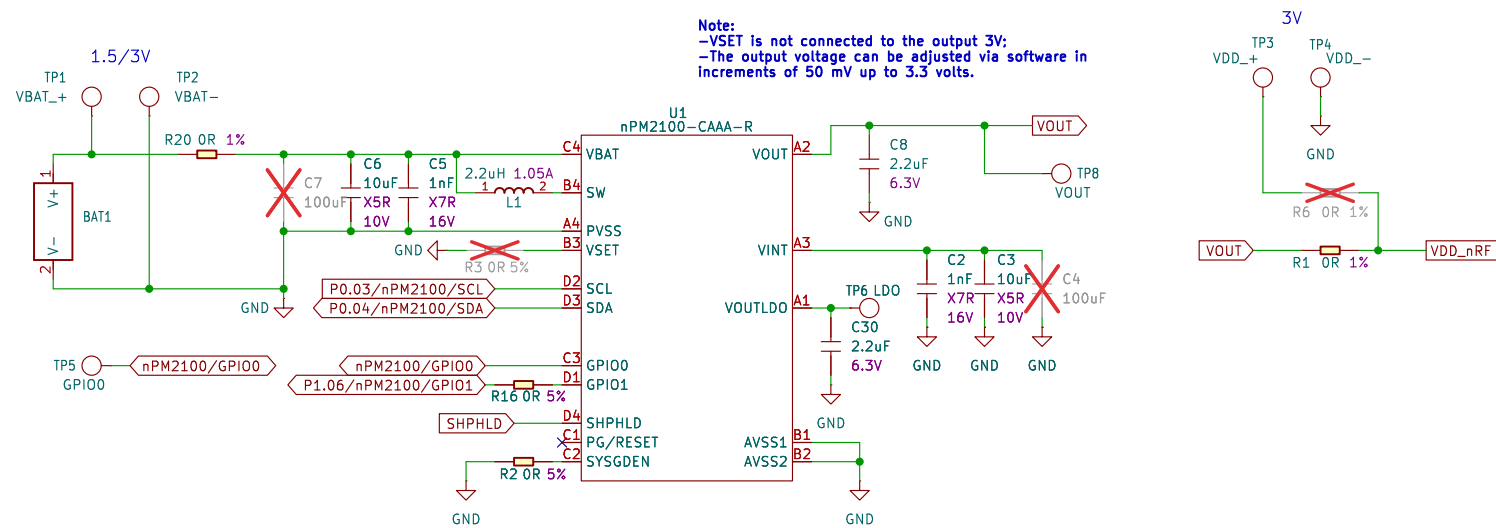 Note:
-VSET is not connected to the output 3V;
-The output voltage can be adjusted via software in
increments of 50 mV up to 3.3 volts.
1.5/3V
TP1
VBAT_+
TP2
VBAT-
R20 0R 1%
1
V+
V-
2
BAT1
C7
100uF
C6
10uF
X5R
10V
C5
1nF
X7R
16V
2.2uH 1.05A
1 2
L1
GND
GND
R3 0R 5%
P0.03/nPM2100/SCL
P0.04/nPM2100/SDA
TP5
GPIO0
nPM2100/GPIO0
nPM2100/GPIO0
P1.06/nPM2100/GPIO1
R16 0R 5%
SHPHLD
R2 0R 5%
GND
U1
nPM2100-CAAA-R
C4 VBAT
B4 SW
A4 PVSS
B3 VSET
D2 SCL
D3 SDA
C3 GPIO0
D1 GPIO1
D4 SHPHLD
C1 PG/RESET
C2 SYSGDEN
VOUT A2
VINT A3
VOUTLDO A1
AVSS1 B1
AVSS2 B2
VOUT
C8
2.2uF
6.3V
GND
TP8
VOUT
C2
1nF
X7R
16V
GND
C3
10uF
X5R
10V
GND
C4
100uF
GND
TP6 LDO
C30
2.2uF
6.3V
GND
GND
3V
TP3
VDD_+
TP4
VDD_-
GND
R6 0R 1%
VOUT
R1 0R 1%
VDD_nRF